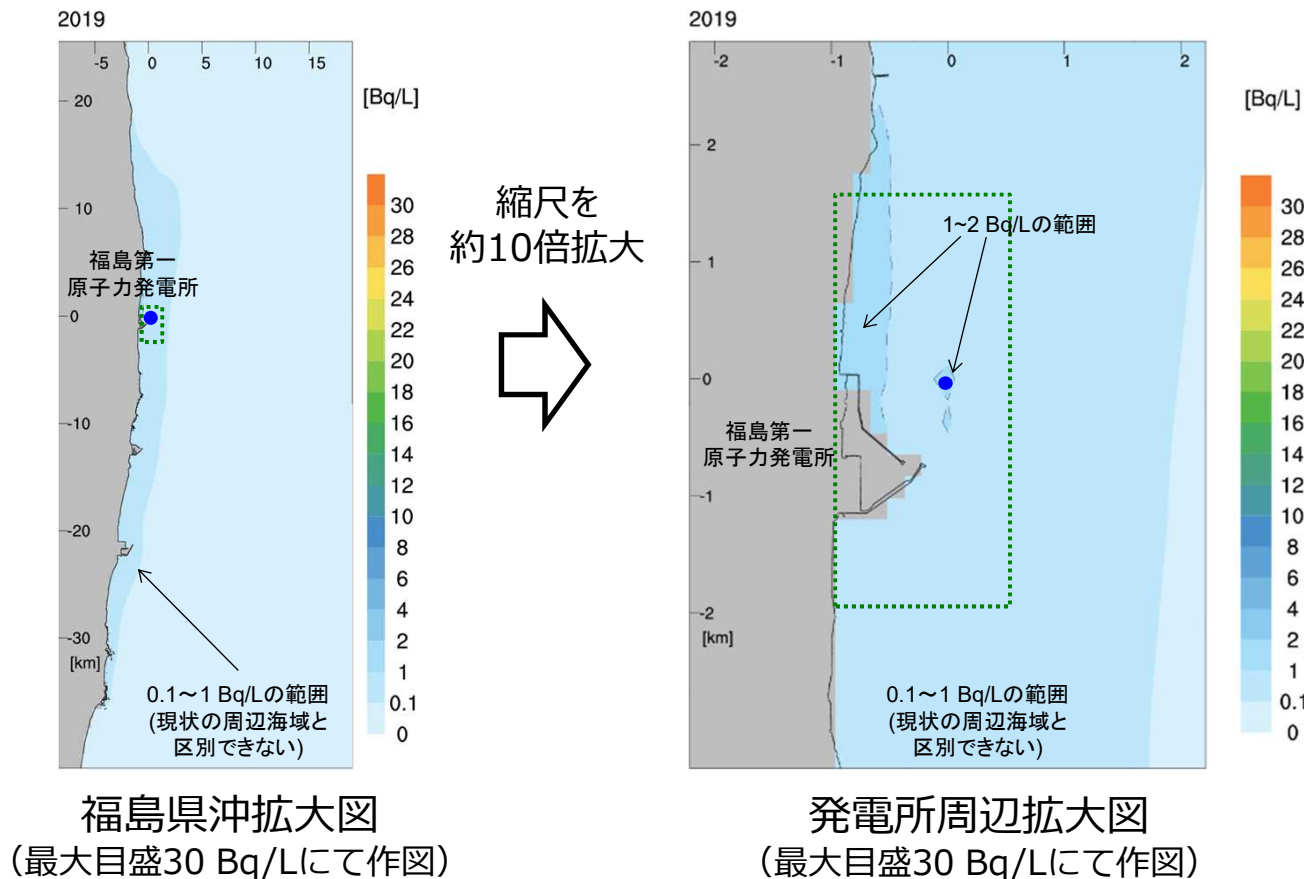 2019
-5 0 5 10 15
[Bq/L]
20
10
0
-10
-20
-30
[km]
福島第一
原子力発電所
30
28
26
24
22
20
18
16
14
12
10
8
6
4
2
1
0.1
0
0.1～1 Bq/Lの範囲
(現状の周辺海域と
区別できない)
福島県沖拡大図
（最大目盛30 Bq/Lにて作図）
縮尺を
約10倍拡大
2019
-2 -1 0 1 2
[Bq/L]
2
1
0
-1
-2
[km]
1~2 Bq/Lの範囲
福島第一
原子力発電所
30
28
26
24
22
20
18
16
14
12
10
8
6
4
2
1
0.1
0
0.1～1 Bq/Lの範囲
(現状の周辺海域と
区別できない)
発電所周辺拡大図
（最大目盛30 Bq/Lにて作図）